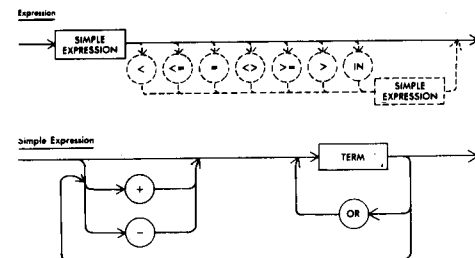 Expression
SIMPLE
EXPRESSION
< <= = <> >= > IN
SIMPLE
EXPRESSION
Simple Expression
+
TERM
OR
-